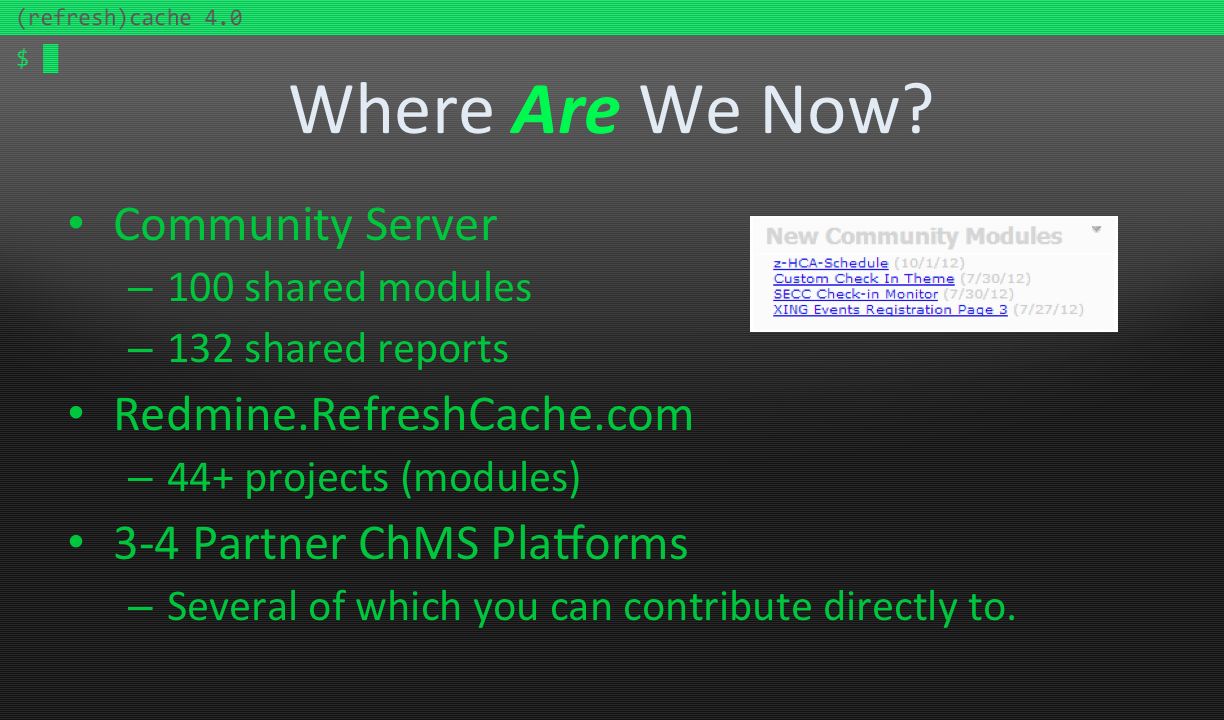 (refresh)cache 4.0
$
Where Are We Now?
• Community Server
– 100 shared modules
– 132 shared reports
• Redmine.RefreshCache.com
– 44+ projects (modules)
• 3-4 Partner ChMS Platforms
– Several of which you can contribute directly to.
New Community Modules
z-HCA-Schedule (10/1/12)
Custom Check In Theme (7/30/12)
SECC Check-in Monitor (7/30/12)
XING Events Registration Page 3 (7/27/12)